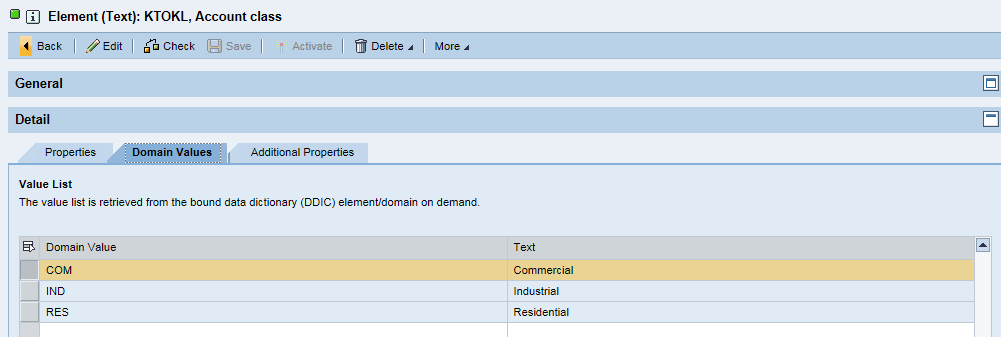 Element (Text): KTOKL, Account class
Back Edit Check Save Activate Delete More
General
Detail
Properties Domain Values Additional Properties
Value List
The value list is retrieved from the bound data dictionary (DDIC) element/domain on demand.
Domain Value Text
COM Commercial
IND Industrial
RES Residential